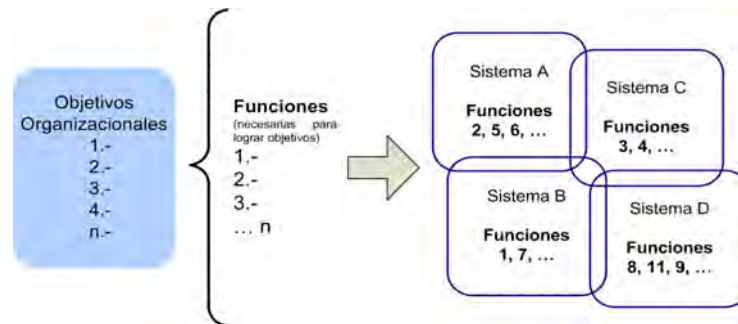 Objetivos
Organizacionales
1.-
2.-
3.-
4.-
n.-
Funciones
(necesarias para
lograr objetivos)
1.-
2.-
3.-
... n
Sistema A
Funciones
2, 5, 6, ...
Sistema C
Funciones
3, 4, ...
Sistema B
Funciones
1, 7, ...
Sistema D
Funciones
8, 11, 9, ...